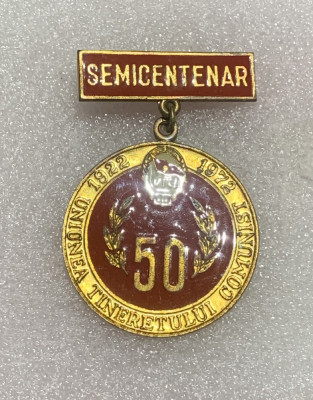 SEMICENTENAR
1922 1972
50
UNIUNEA TINERETULUI COMUNIST